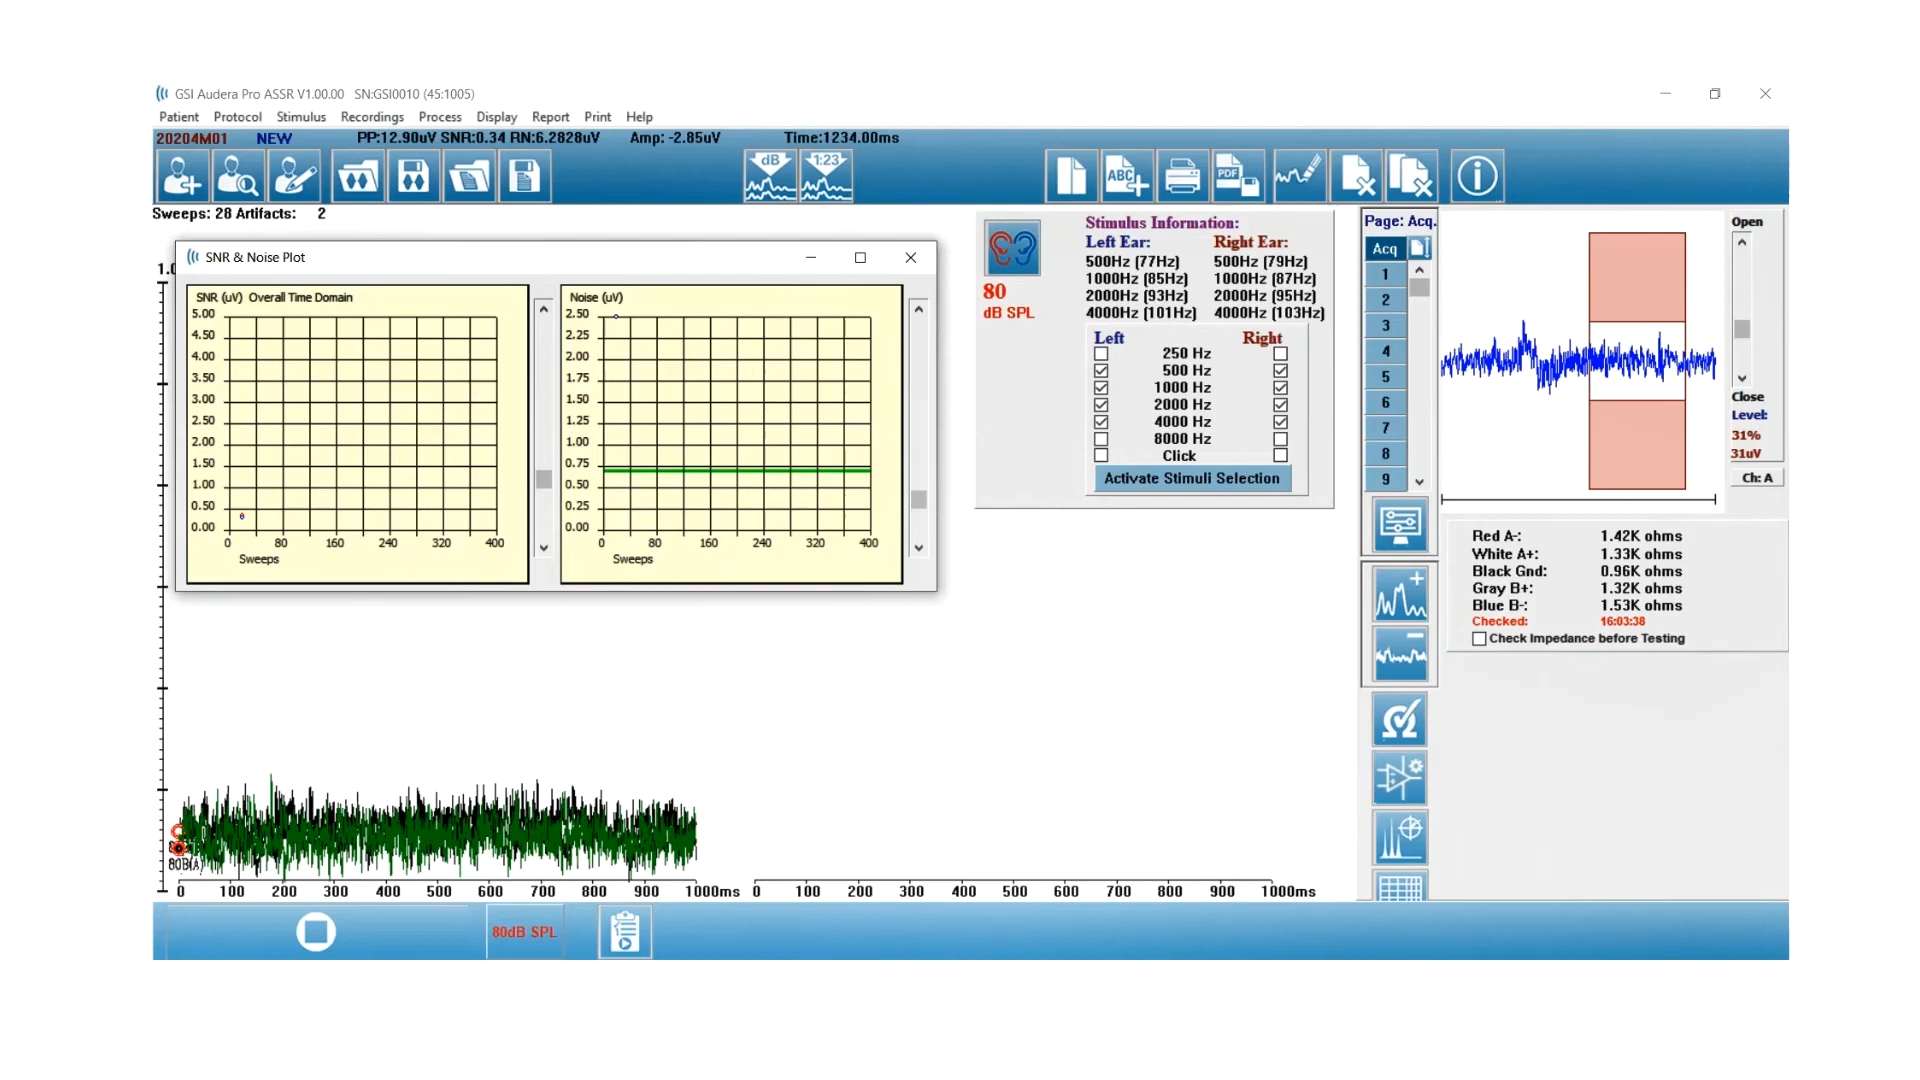 GSI Audera Pro ASSR V1.00.00 SN:GSI0010 (45:1005)
Patient Protocol Stimulus Recordings Process Display Report Print Help
20204M01 NEW PP:12.90uV SNR:0.34 RN:6.2828uV Amp: -2.85uV Time:1234.00ms
dB 1:23 ABC PDF
Sweeps: 28 Artifacts: 2
SNR & Noise Plot
SNR (uV) Overall Time Domain
5.00
4.50
4.00
3.50
3.00
2.50
2.00
1.50
1.00
0.50
0.00
0 80 160 240 320 400
Sweeps
Noise (uV)
2.50
2.25
2.00
1.75
1.50
1.25
1.00
0.75
0.50
0.25
0.00
0 80 160 240 320 400
Sweeps
80
dB SPL
Stimulus Information:
Left Ear: Right Ear:
500Hz (77Hz) 500Hz (79Hz)
1000Hz (85Hz) 1000Hz (87Hz)
2000Hz (93Hz) 2000Hz (95Hz)
4000Hz (101Hz) 4000Hz (103Hz)
Left Right
250 Hz
500 Hz
1000 Hz
2000 Hz
4000 Hz
8000 Hz
Click
Activate Stimuli Selection
Page: Acq.
Acq
1
2
3
4
5
6
7
8
9
Open
Close
Level:
31%
31uV
Ch: A
Red A-: 1.42K ohms
White A+: 1.33K ohms
Black Gnd: 0.96K ohms
Gray B+: 1.32K ohms
Blue B-: 1.53K ohms
Checked: 16:03:38
Check Impedance before Testing
80B(A)
0 100 200 300 400 500 600 700 800 900 1000ms
0 100 200 300 400 500 600 700 800 900 1000ms
80dB SPL